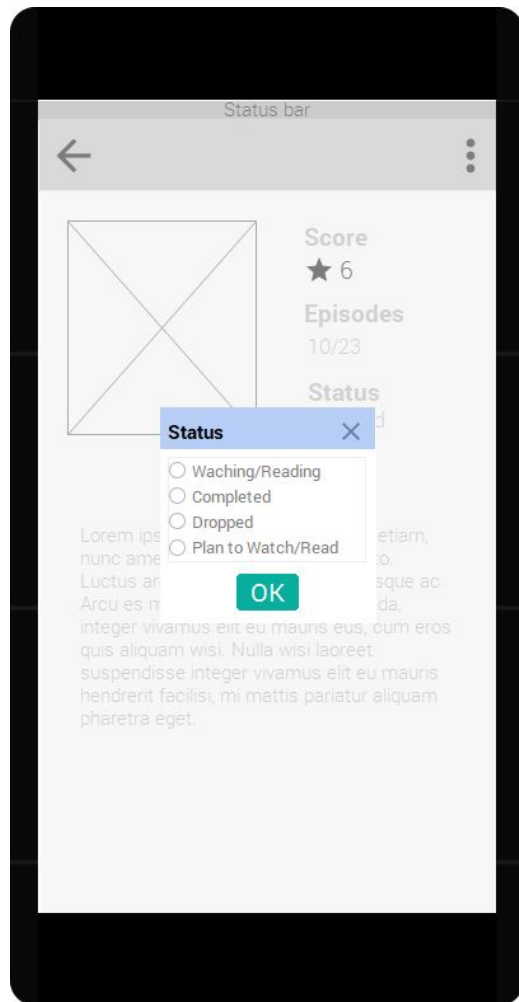 Status bar
Score
6
Episodes
10/23
Status
Status
Waching/Reading
Completed
Dropped
Plan to Watch/Read
OK
Lorem ips etiam,
nunc ame to.
Luctus ar sque ac.
Arcu es m da,
integer vivamus elit eu mauris eus, cum eros
quis aliquam wisi. Nulla wisi laoreet
suspendisse integer vivamus elit eu mauris
hendrerit facilisi, mi mattis pariatur aliquam
pharetra eget.